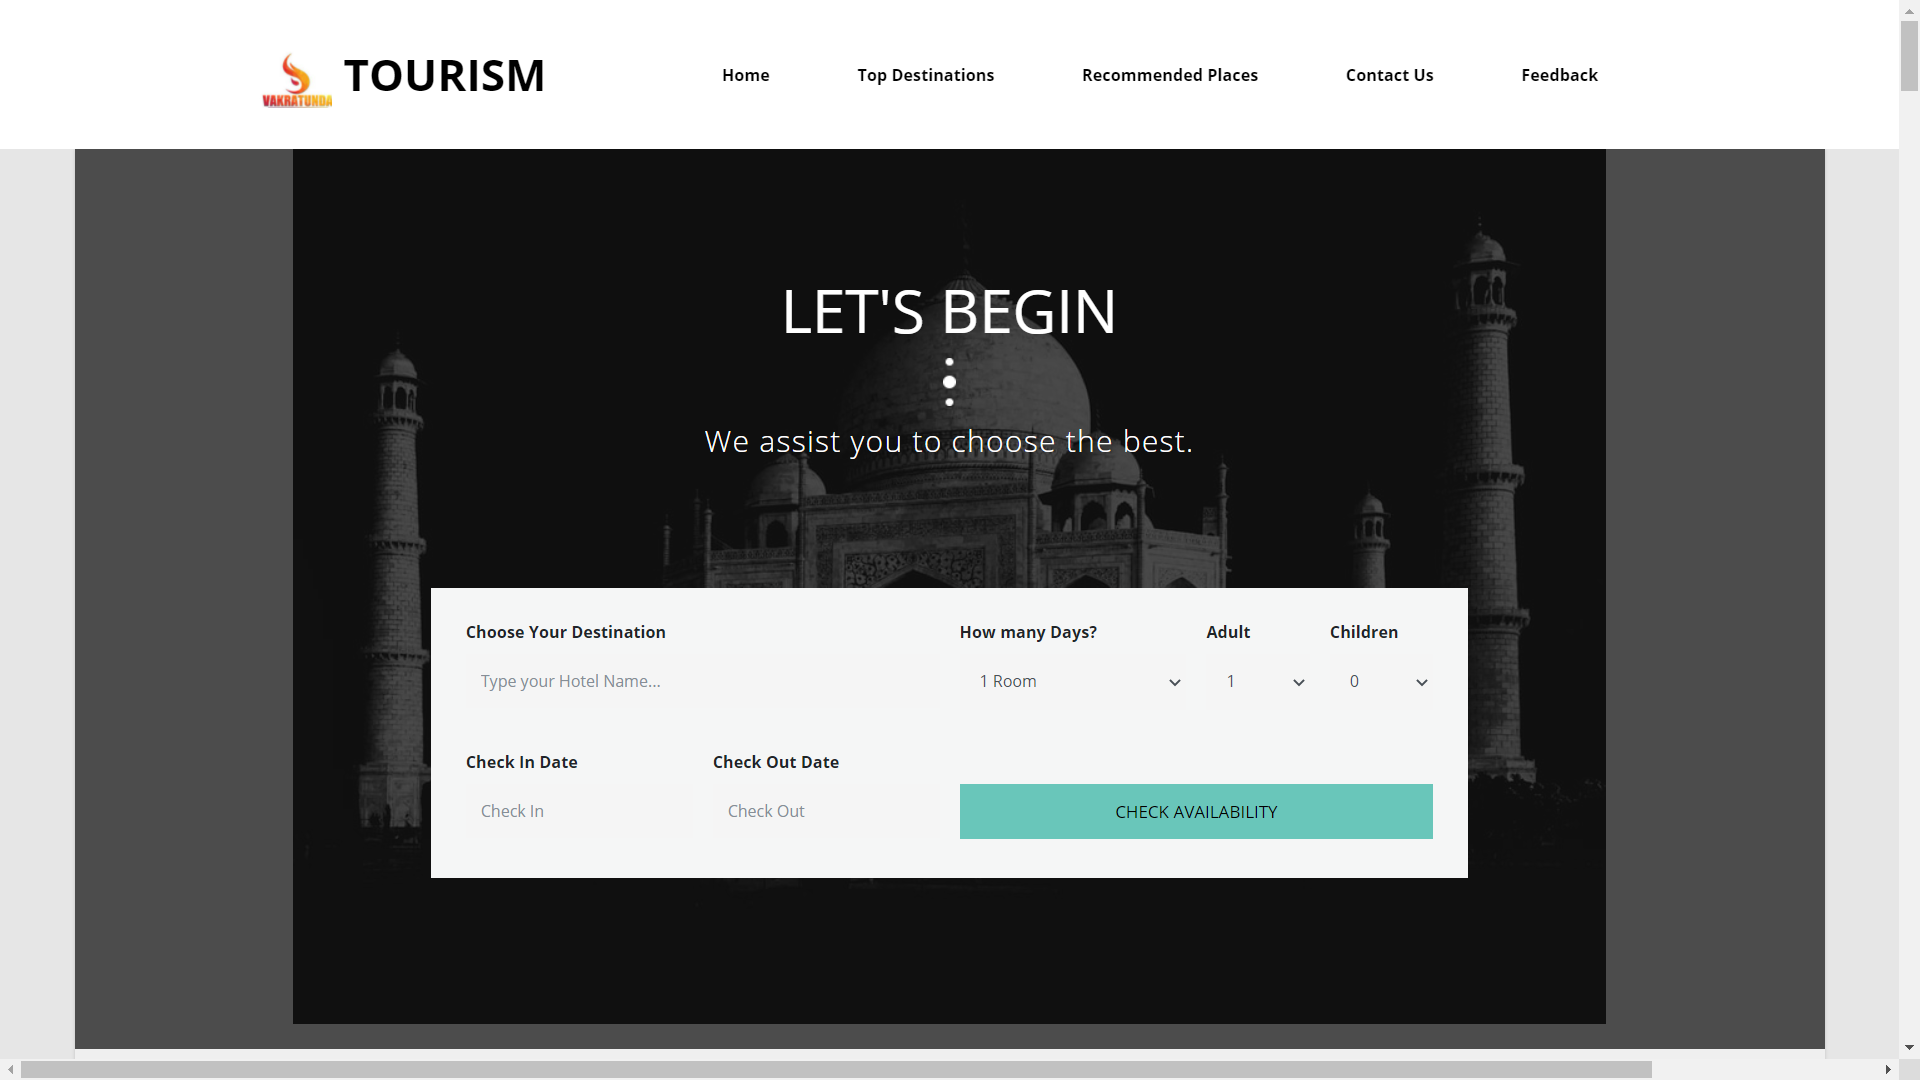 VAKRATUNDA
TOURISM
Home
Top Destinations
Recommended Places
Contact Us
Feedback
LET'S BEGIN
We assist you to choose the best.
Choose Your Destination
How many Days?
Adult
Children
Type your Hotel Name...
1 Room
1
0
Check In Date
Check Out Date
Check In
Check Out
CHECK AVAILABILITY